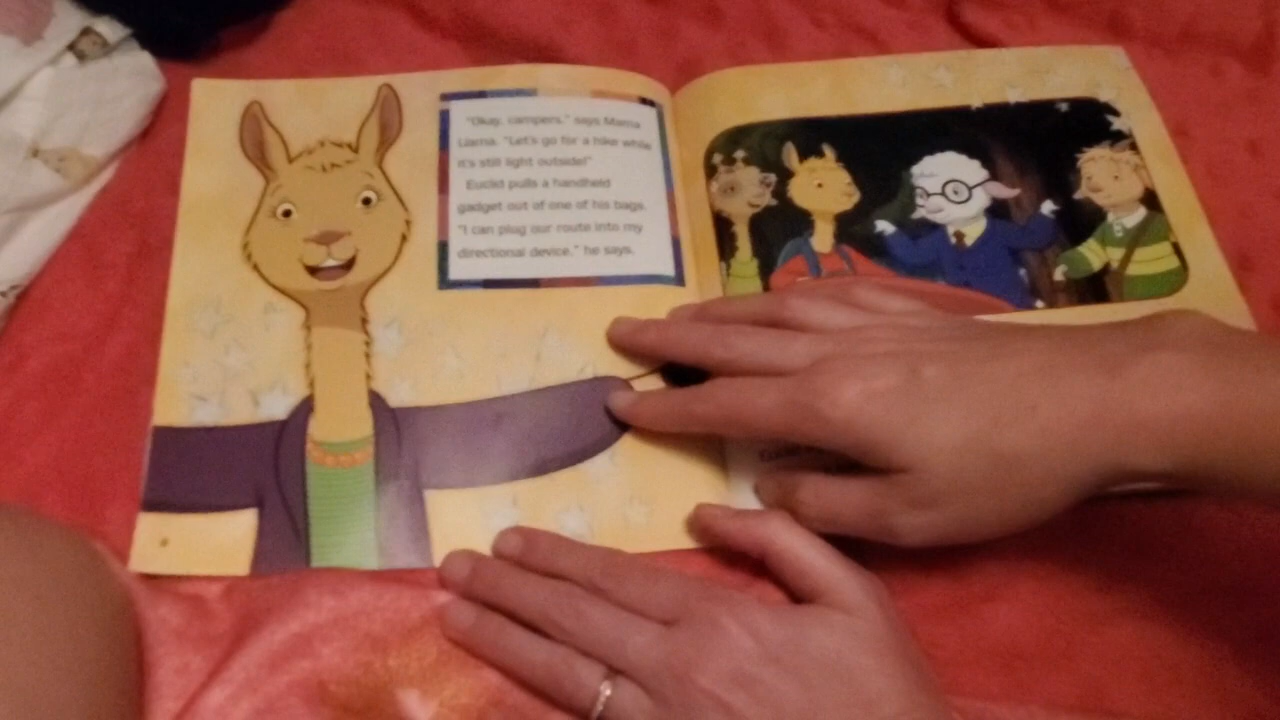 "Okay, campers," says Mama
Llama. "Let's go for a hike while
it's still light outside!"
Euclid pulls a handheld
gadget out of one of his bags.
"I can plug our route into my
directional device," he says.